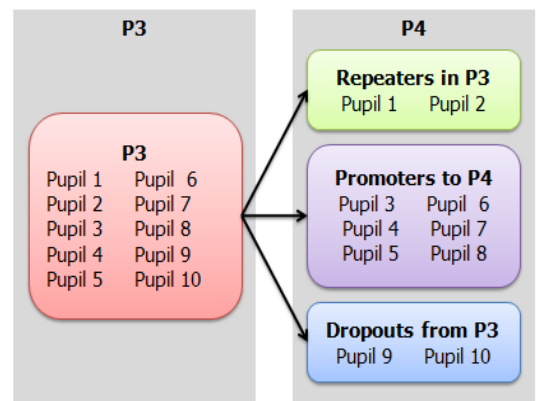 P3
P3
Pupil 1 Pupil 6
Pupil 2 Pupil 7
Pupil 3 Pupil 8
Pupil 4 Pupil 9
Pupil 5 Pupil 10
P4
Repeaters in P3
Pupil 1 Pupil 2
Promoters to P4
Pupil 3 Pupil 6
Pupil 4 Pupil 7
Pupil 5 Pupil 8
Dropouts from P3
Pupil 9 Pupil 10